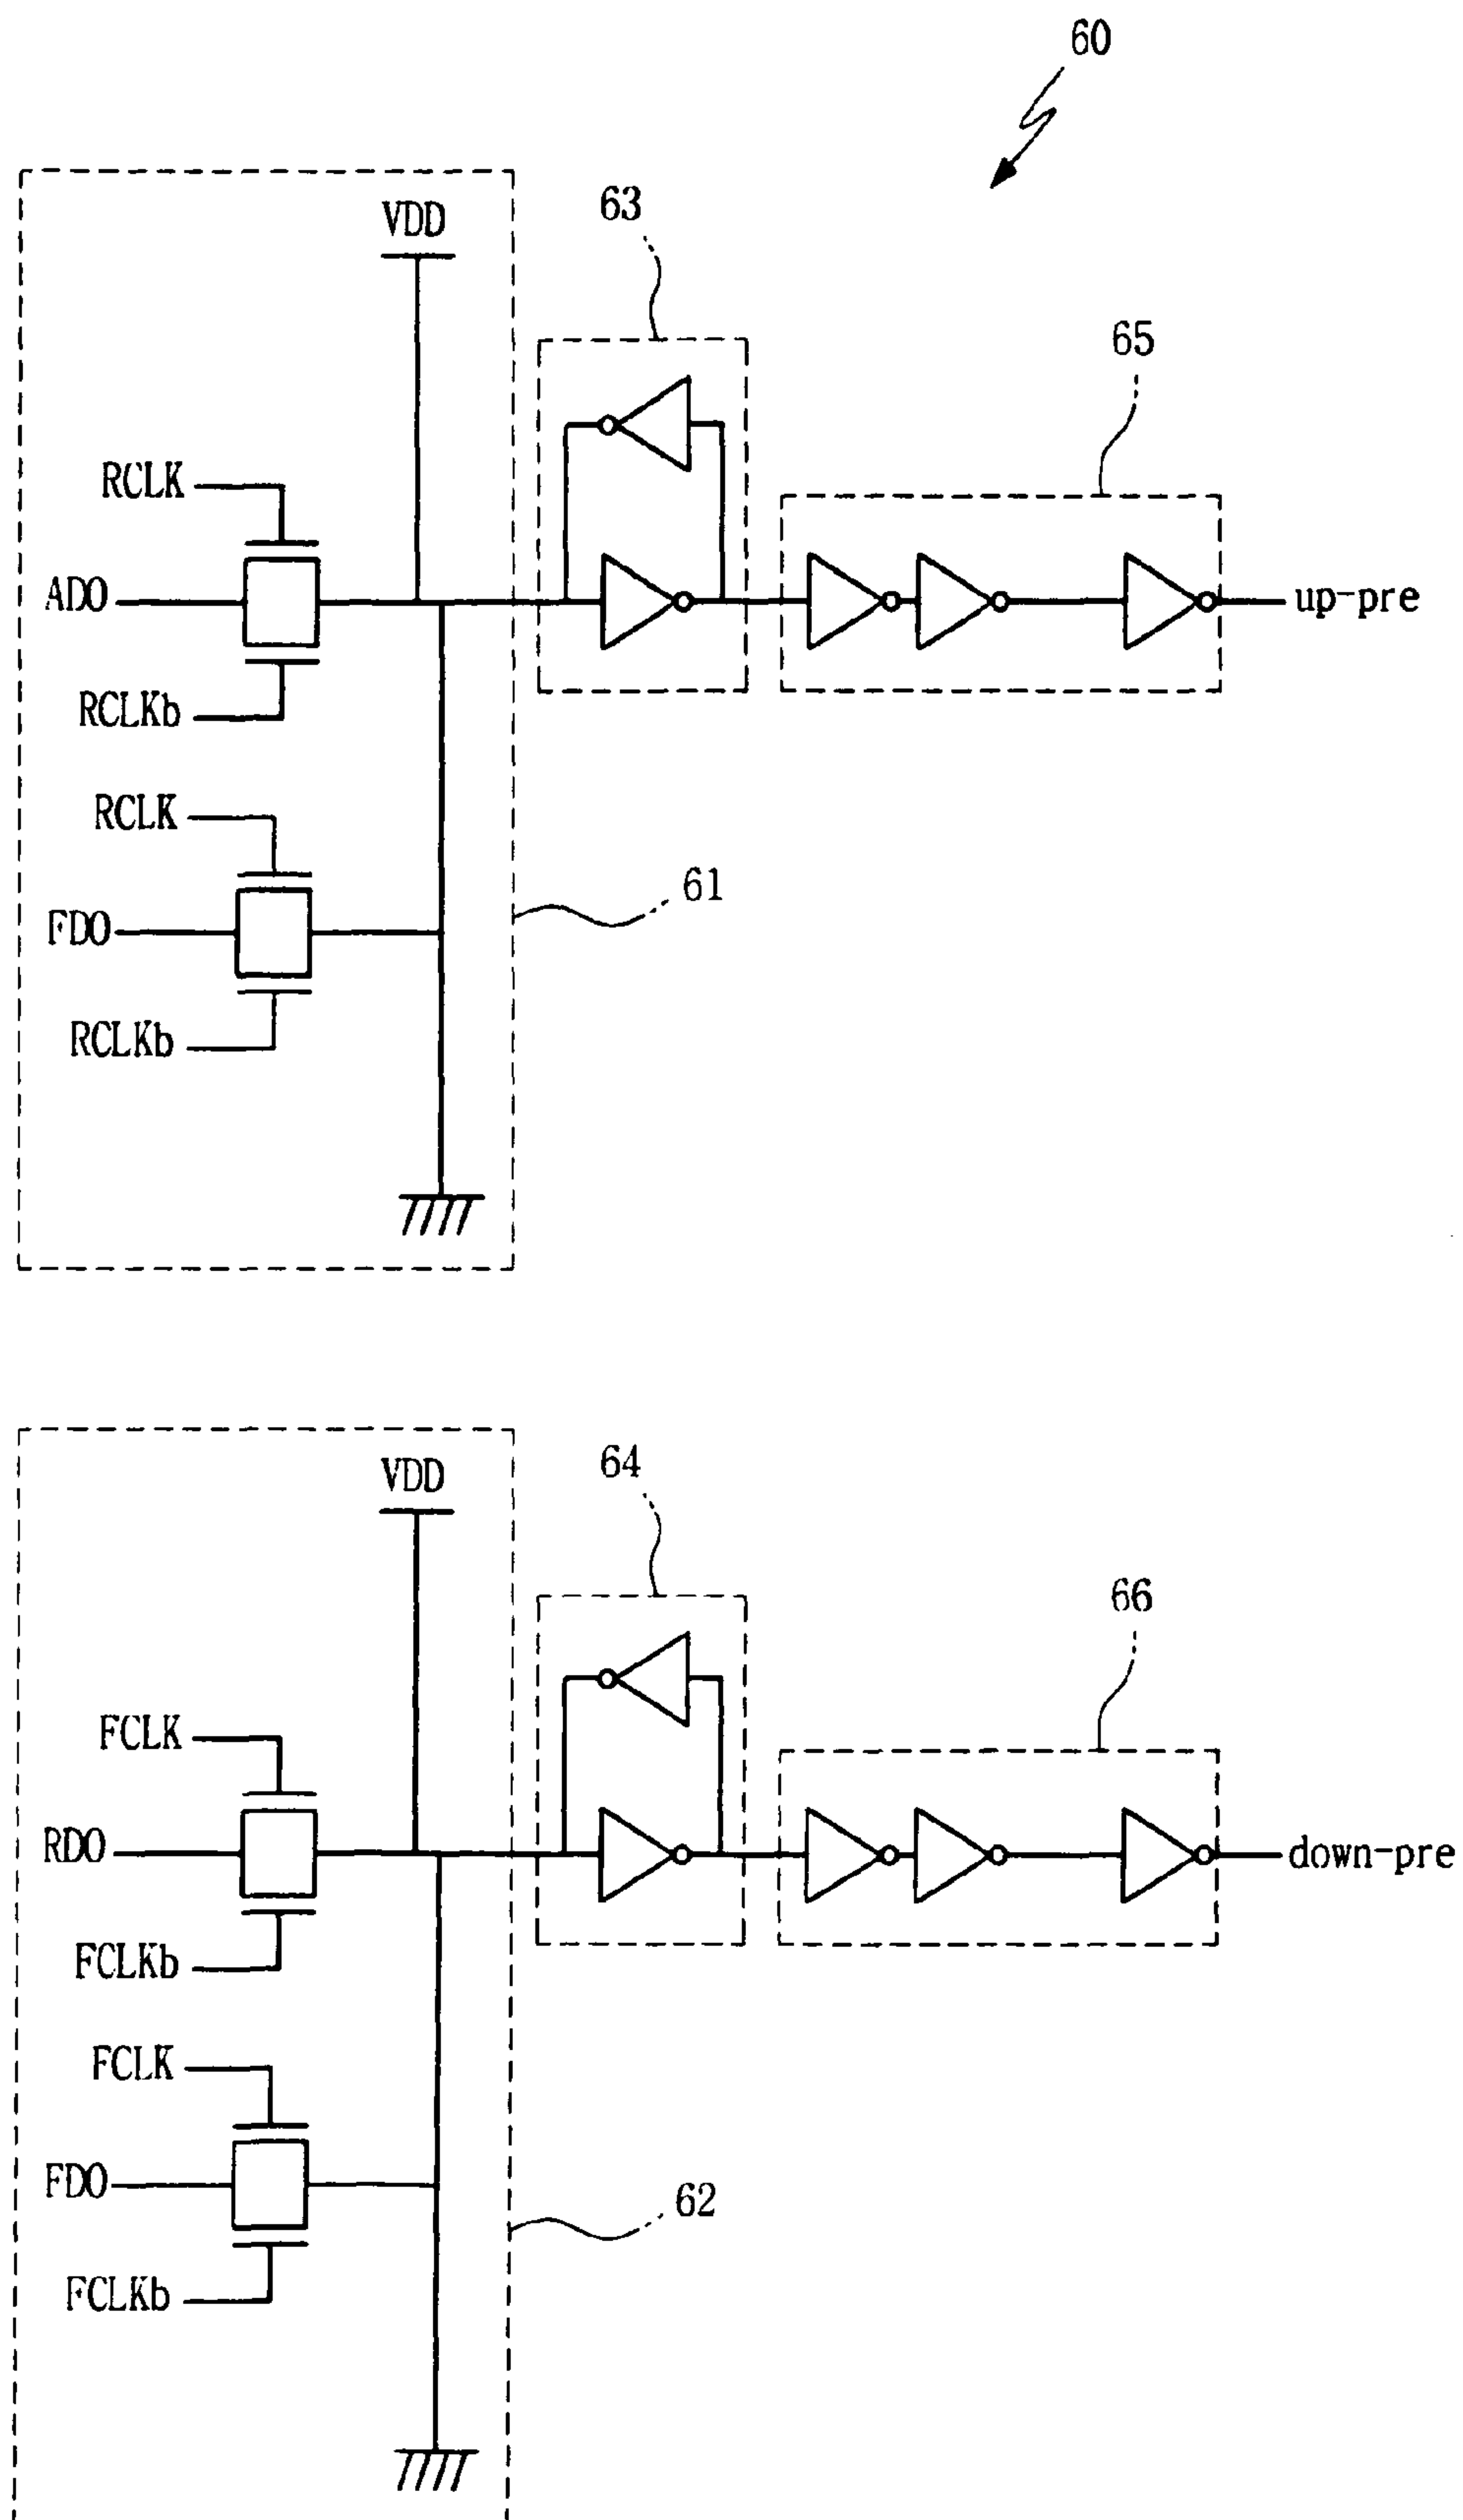 60
VDD
63
65
RCLK
ADO
up-pre
RCLKb
RCLK
61
FDO
RCLKb
VDD
64
66
FCLK
RDO
down-pre
FCLKb
FCLK
FDO
62
FCLKb